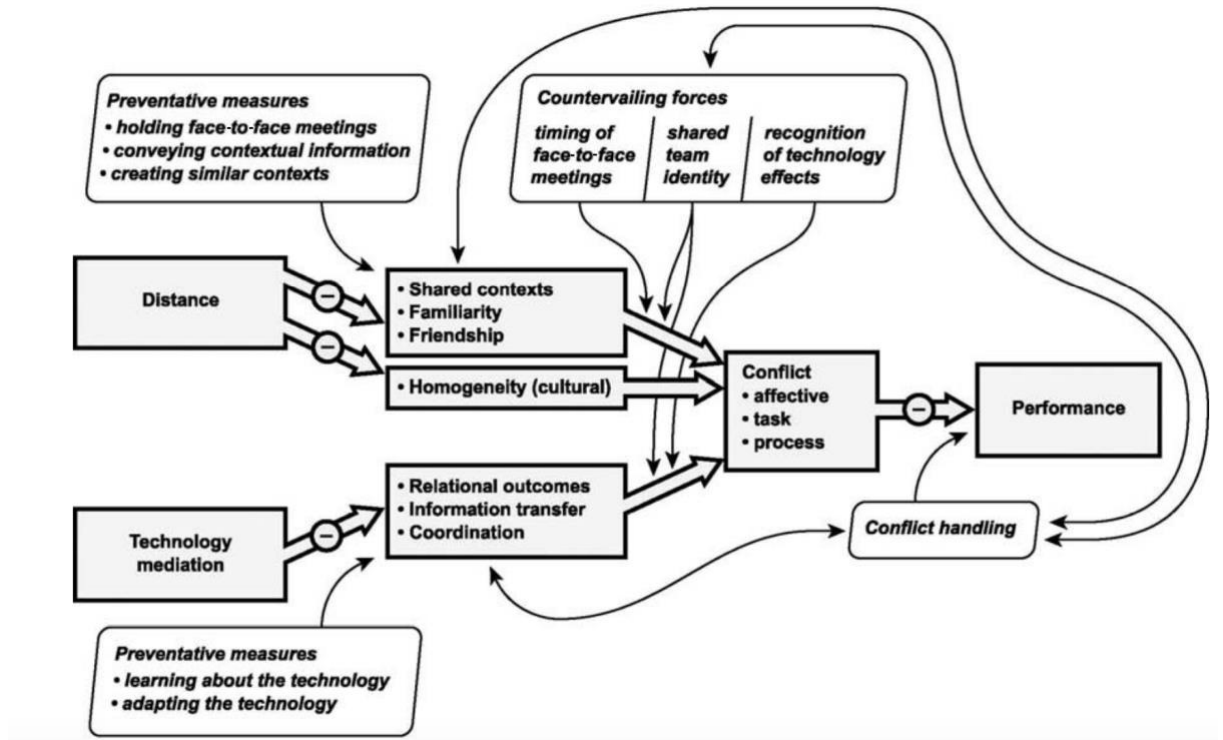 Preventative measures
• holding face-to-face meetings
• conveying contextual information
• creating similar contexts
Countervailing forces
timing of
face-to-face
meetings
shared
team
identity
recognition
of technology
effects
Distance
−
−
• Shared contexts
• Familiarity
• Friendship
• Homogeneity (cultural)
Conflict
• affective
• task
• process
−
Performance
Technology
mediation
−
• Relational outcomes
• Information transfer
• Coordination
Conflict handling
Preventative measures
• learning about the technology
• adapting the technology